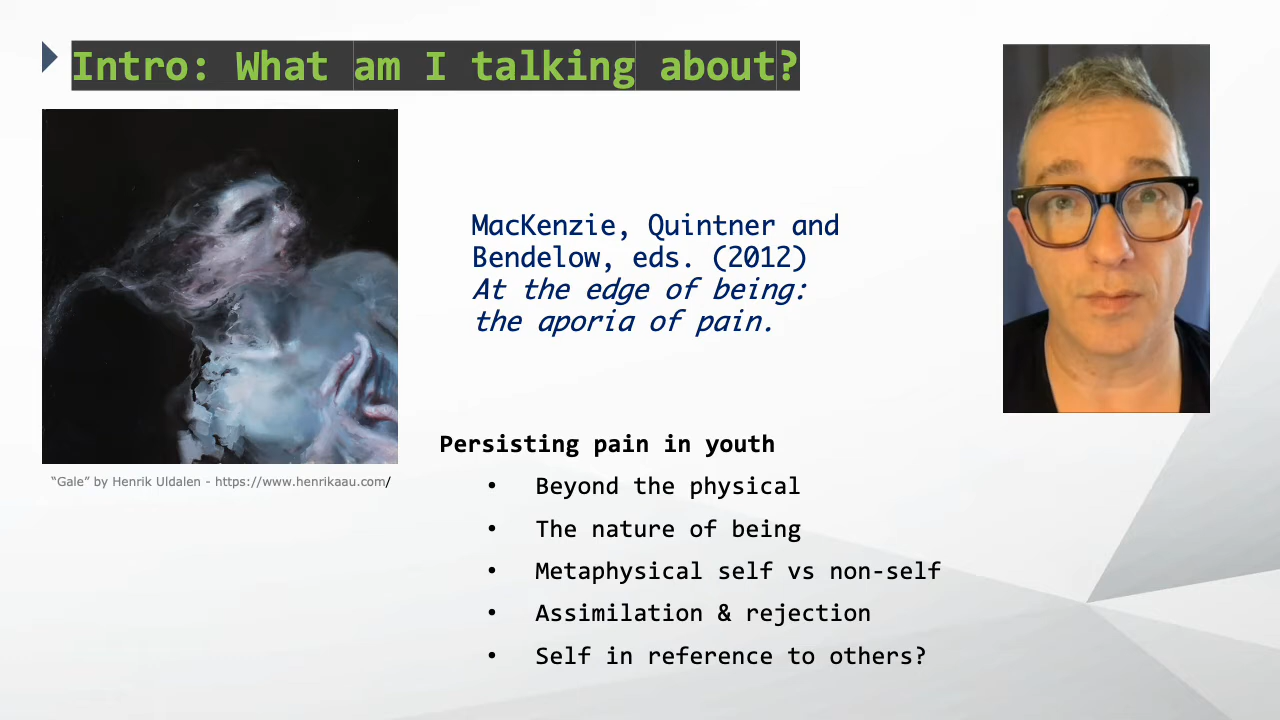 Intro: What am I talking about?
MacKenzie, Quintner and
Bendelow, eds. (2012)
At the edge of being:
the aporia of pain.
“Gale” by Henrik Uldalen - https://www.henrikaau.com/
Persisting pain in youth
• Beyond the physical
• The nature of being
• Metaphysical self vs non-self
• Assimilation & rejection
• Self in reference to others?